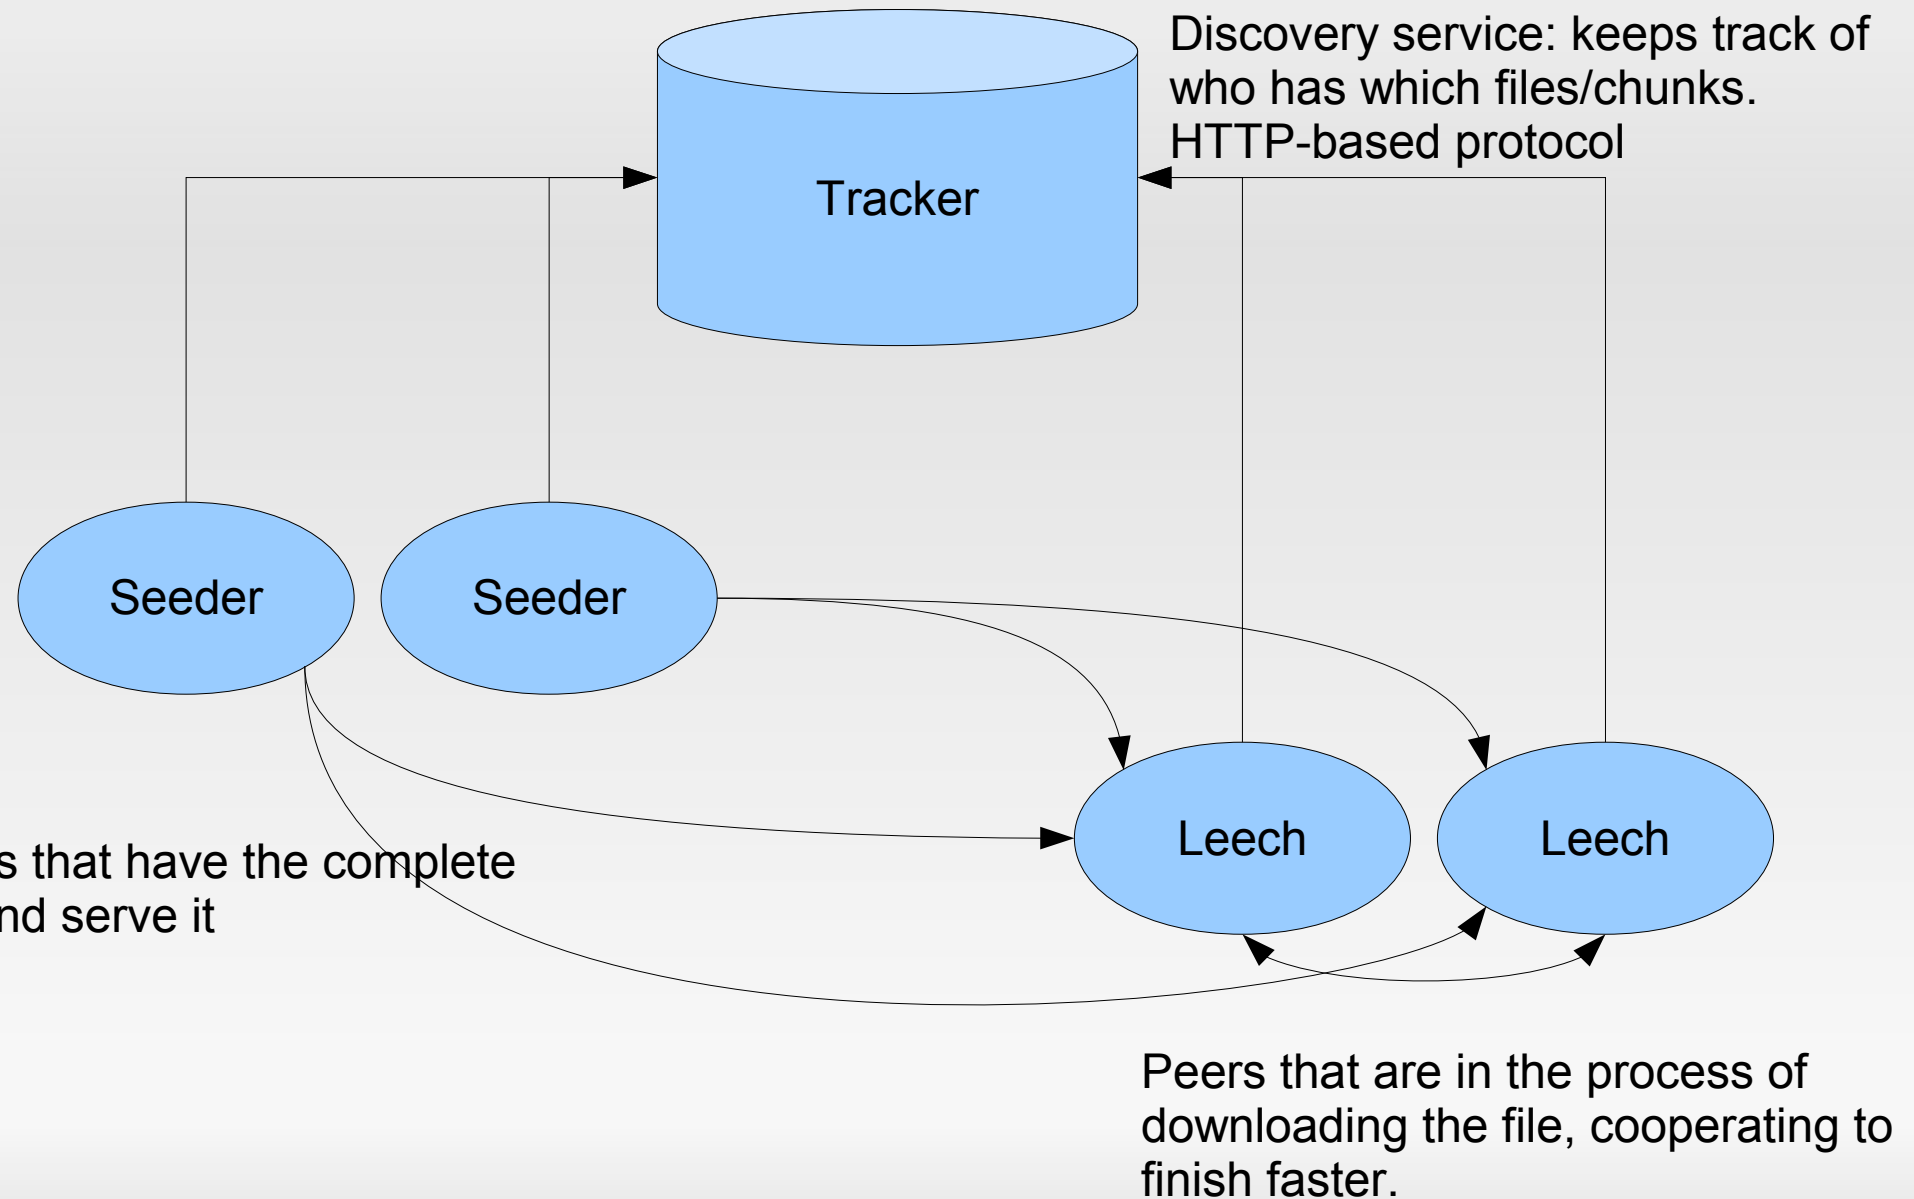 Discovery service: keeps track of
who has which files/chunks.
HTTP-based protocol
Tracker
Seeder
Seeder
Leech
Leech
that have the complete
serve it
Peers that are in the process of
downloading the file, cooperating to
finish faster.